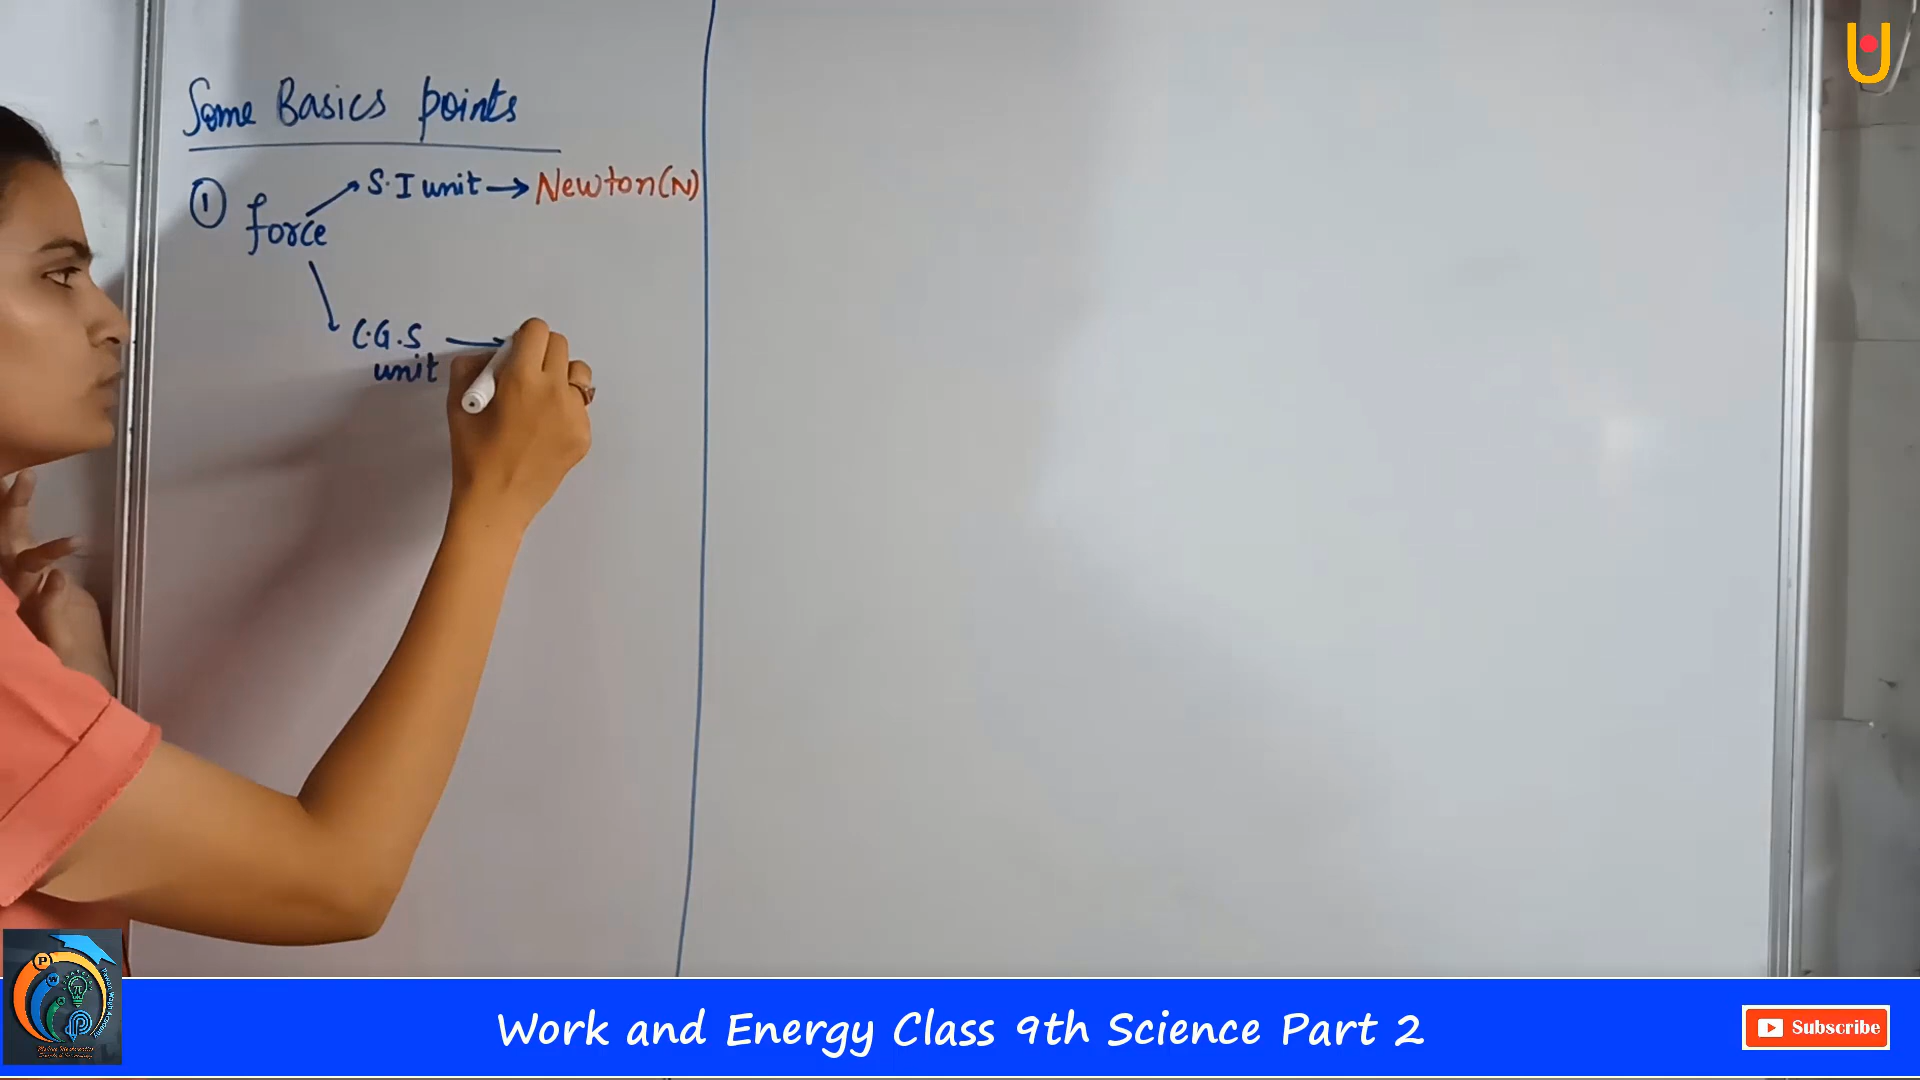 Some Basics points
① force → S.I unit → Newton(N)
C.G.S →
unit
Work and Energy Class 9th Science Part 2
Subscribe